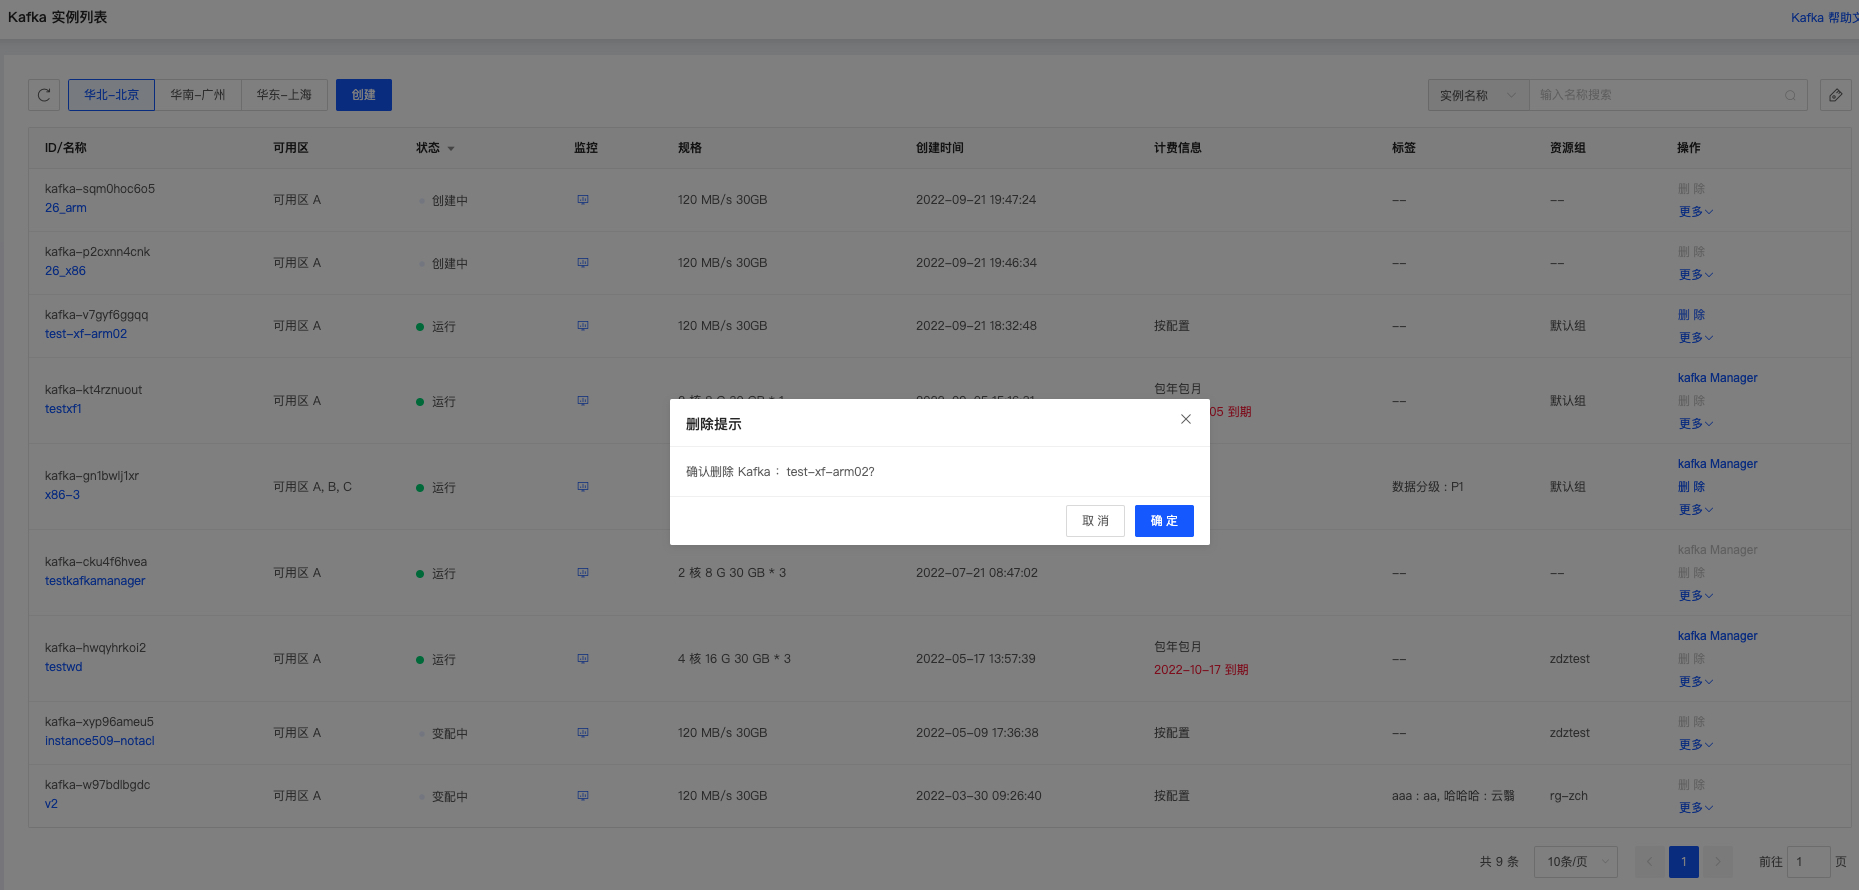 Kafka 实例列表
Kafka 帮助文
华北-北京 华南-广州 华东-上海 创建 实例名称 输入名称搜索
ID/名称 可用区 状态 监控 规格 创建时间 计费信息 标签 资源组 操作
kafka-sqm0hoc6o5 删 除
可用区 A 创建中 120 MB/s 30GB 2022-09-21 19:47:24 -- --
26_arm 更多
kafka-p2cxnn4cnk 删 除
可用区 A 创建中 120 MB/s 30GB 2022-09-21 19:46:34 -- --
26_x86 更多
kafka-v7gyf6ggqq 删 除
可用区 A 运行 120 MB/s 30GB 2022-09-21 18:32:48 按配置 -- 默认组
test-xf-arm02 更多
kafka Manager
kafka-kt4rznuout 包年包月
可用区 A 运行 -- 默认组 删 除
testxf1 05 到期
更多
删除提示
确认删除 Kafka： test-xf-arm02?
取 消 确 定
kafka Manager
kafka-gn1bwlj1xr
可用区 A, B, C 运行 数据分级 : P1 默认组 删 除
x86-3
更多
kafka Manager
kafka-cku4f6hvea
可用区 A 运行 2 核 8 G 30 GB * 3 2022-07-21 08:47:02 -- -- 删 除
testkafkamanager
更多
kafka Manager
kafka-hwqyhrkoi2 包年包月
可用区 A 运行 4 核 16 G 30 GB * 3 2022-05-17 13:57:39 -- zdztest 删 除
testwd 2022-10-17 到期
更多
kafka-xyp96ameu5 删 除
可用区 A 变配中 120 MB/s 30GB 2022-05-09 17:36:38 按配置 -- zdztest
instance509-notacl 更多
kafka-w97bdlbgdc 删 除
可用区 A 变配中 120 MB/s 30GB 2022-03-30 09:26:40 按配置 aaa : aa, 哈哈哈 : 云翳 rg-zch
v2 更多
共 9 条 10条/页 1 前往 1 页